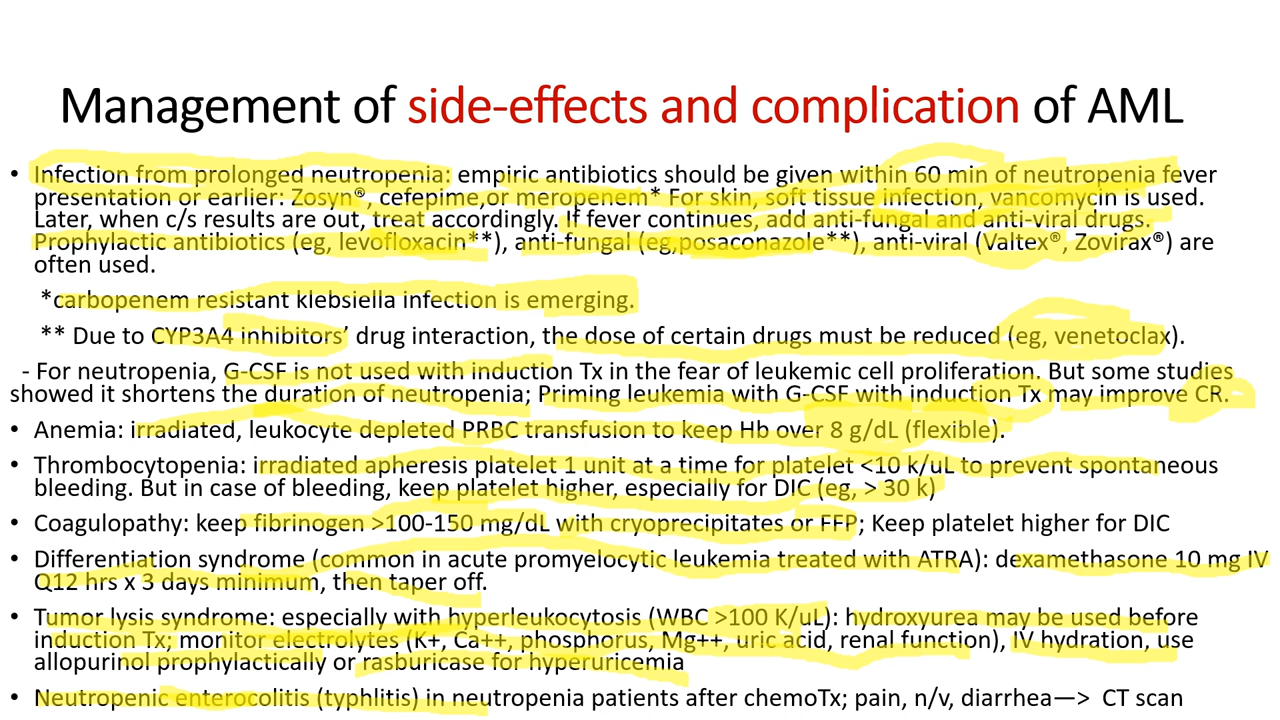 Management of side-effects and complication of AML
• Infection from prolonged neutropenia: empiric antibiotics should be given within 60 min of neutropenia fever
presentation or earlier: Zosyn®, cefepime,or meropenem* For skin, soft tissue infection, vancomycin is used.
Later, when c/s results are out, treat accordingly. If fever continues, add anti-fungal and anti-viral drugs.
Prophylactic antibiotics (eg, levofloxacin**), anti-fungal (eg,posaconazole**), anti-viral (Valtex®, Zovirax®) are
often used.
*carbopenem resistant klebsiella infection is emerging.
** Due to CYP3A4 inhibitors’ drug interaction, the dose of certain drugs must be reduced (eg, venetoclax).
- For neutropenia, G-CSF is not used with induction Tx in the fear of leukemic cell proliferation. But some studies
showed it shortens the duration of neutropenia; Priming leukemia with G-CSF with induction Tx may improve CR.
• Anemia: irradiated, leukocyte depleted PRBC transfusion to keep Hb over 8 g/dL (flexible).
• Thrombocytopenia: irradiated apheresis platelet 1 unit at a time for platelet <10 k/uL to prevent spontaneous
bleeding. But in case of bleeding, keep platelet higher, especially for DIC (eg, > 30 k)
• Coagulopathy: keep fibrinogen >100-150 mg/dL with cryoprecipitates or FFP; Keep platelet higher for DIC
• Differentiation syndrome (common in acute promyelocytic leukemia treated with ATRA): dexamethasone 10 mg IV
Q12 hrs x 3 days minimum, then taper off.
• Tumor lysis syndrome: especially with hyperleukocytosis (WBC >100 K/uL): hydroxyurea may be used before
induction Tx; monitor electrolytes (K+, Ca++, phosphorus, Mg++, uric acid, renal function), IV hydration, use
allopurinol prophylactically or rasburicase for hyperuricemia
• Neutropenic enterocolitis (typhlitis) in neutropenia patients after chemoTx; pain, n/v, diarrhea—> CT scan